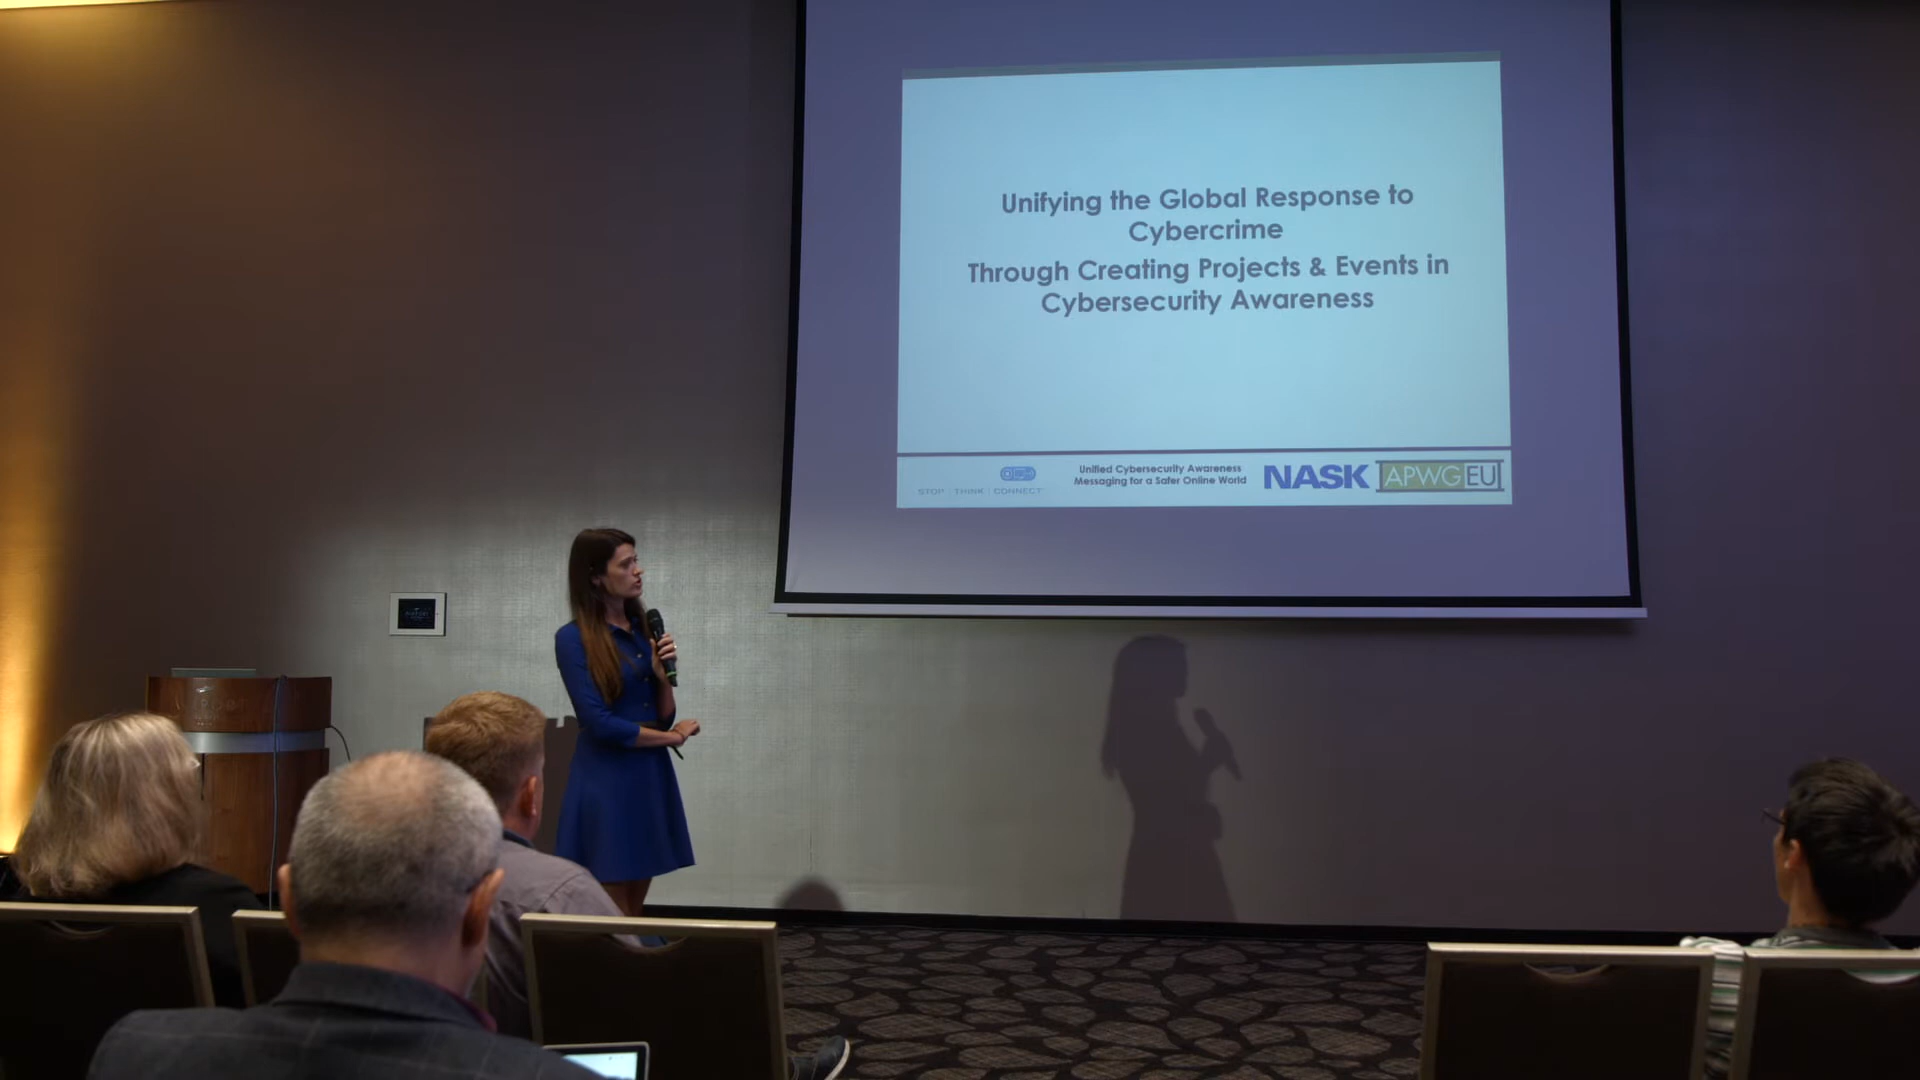 Unifying the Global Response to
Cybercrime
Through Creating Projects & Events in
Cybersecurity Awareness
STOP | THINK | CONNECT
Unified Cybersecurity Awareness
Messaging for a Safer Online World
NASK
APWG EU